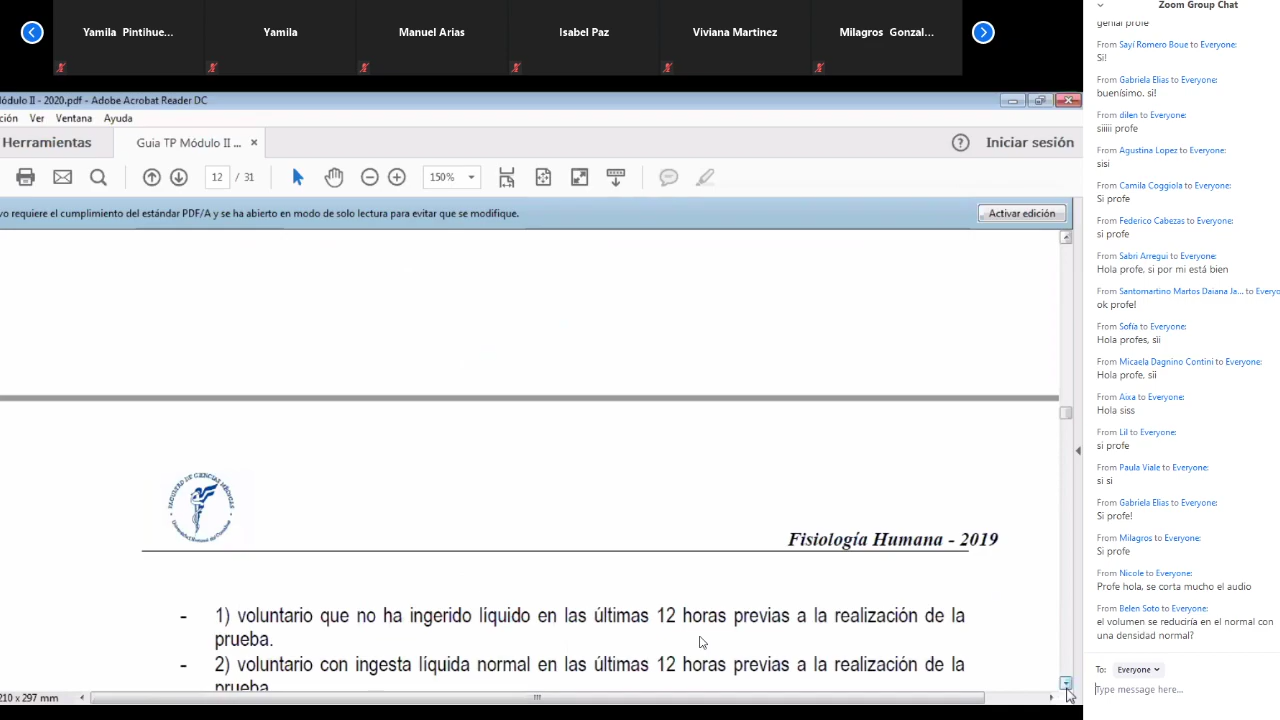 Yamila Pintihue...
Yamila
Manuel Arias
Isabel Paz
Viviana Martinez
Milagros Gonzal...
ódulo II - 2020.pdf - Adobe Acrobat Reader DC
ción Ver Ventana Ayuda
Herramientas
Guia TP Módulo II ... ×
? Iniciar sesión
12 / 31
150%
vo requiere el cumplimiento del estándar PDF/A y se ha abierto en modo de solo lectura para evitar que se modifique.
Activar edición
FACULTAD DE CIENCIAS MÉDICAS
Fisiología Humana - 2019
- 1) voluntario que no ha ingerido líquido en las últimas 12 horas previas a la realización de la
prueba.
- 2) voluntario con ingesta líquida normal en las últimas 12 horas previas a la realización de la
prueba
210 x 297 mm
Zoom Group Chat
genial profe
From Sayí Romero Boue to Everyone:
Si!
From Gabriela Elias to Everyone:
buenísimo. si!
From dilen to Everyone:
siiiii profe
From Agustina Lopez to Everyone:
sisi
From Camila Coggiola to Everyone:
Si profe
From Federico Cabezas to Everyone:
si profe
From Sabri Arregui to Everyone:
Hola profe, si por mi está bien
From Santomartino Martos Daiana Ja... to Everyo
ok profe!
From Sofía to Everyone:
Hola profes, sii
From Micaela Dagnino Contini to Everyone:
Hola profe. sii
From Aixa to Everyone:
Hola siss
From Lil to Everyone:
si profe
From Paula Viale to Everyone:
si si
From Gabriela Elias to Everyone:
Si profe!
From Milagros to Everyone:
Si profe
From Nicole to Everyone:
Profe hola, se corta mucho el audio
From Belen Soto to Everyone:
el volumen se reduciría en el normal con
una densidad normal?
To: Everyone
Type message here...